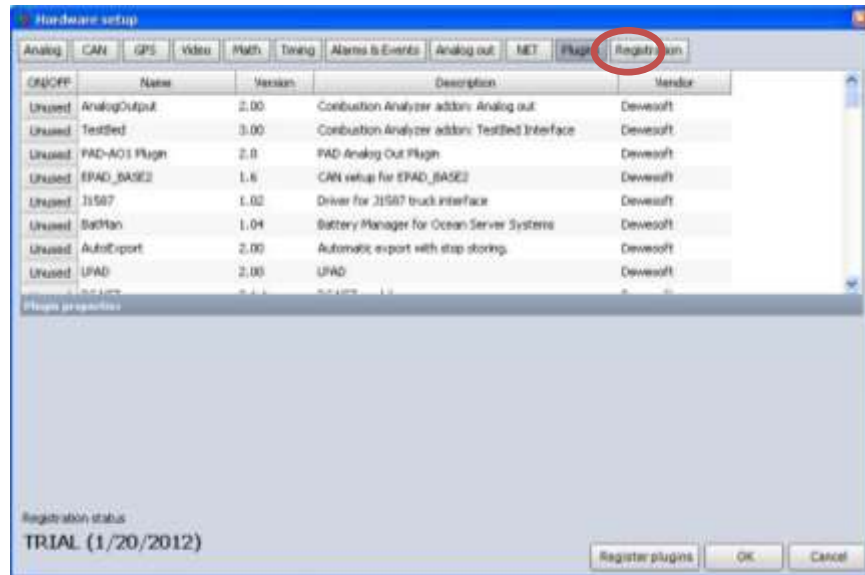 Hardware setup
Analog CAN GPS Video Math Timing Alarms & Events Analog out NET Plugins Registration
ON/OFF Name Version Description Vendor
Unused AnalogOutput 2.00 Combustion Analyzer addon: Analog out Dewesoft
Unused TestBed 3.00 Combustion Analyzer addon: TestBed Interface Dewesoft
Unused PAD-AO1 Plugin 2.0 PAD Analog Out Plugin Dewesoft
Unused EPAD_BASE2 1.6 CAN setup for EPAD_BASE2 Dewesoft
Unused J1587 1.02 Driver for J1587 truck interface Dewesoft
Unused BatMan 1.04 Battery Manager for Ocean Server Systems Dewesoft
Unused AutoExport 2.00 Automatic export with stop storing. Dewesoft
Unused UPAD 2.00 UPAD Dewesoft
Plugin properties
Registration status
TRIAL (1/20/2012)
Register plugins OK Cancel